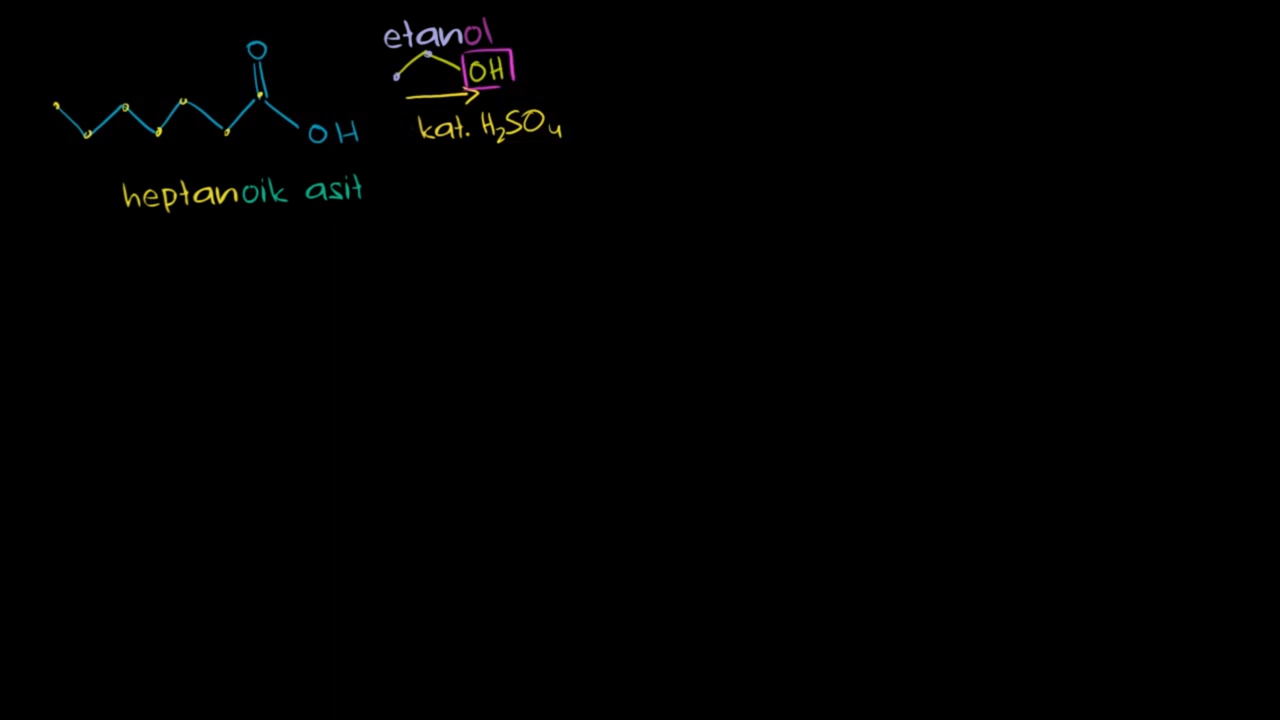 etanol
O
OH
OH
kat. H₂SO₄
heptanoik asit